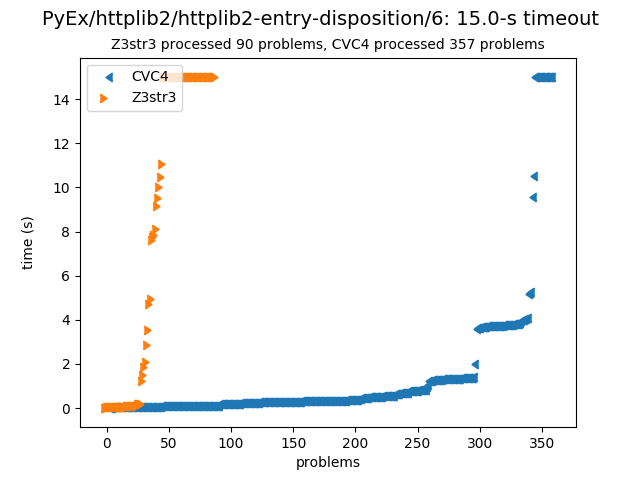 PyEx/httplib2/httplib2-entry-disposition/6: 15.0-s timeout
Z3str3 processed 90 problems, CVC4 processed 357 problems
CVC4
Z3str3
14
12
10
8
6
4
2
0
time (s)
0 50 100 150 200 250 300 350
problems